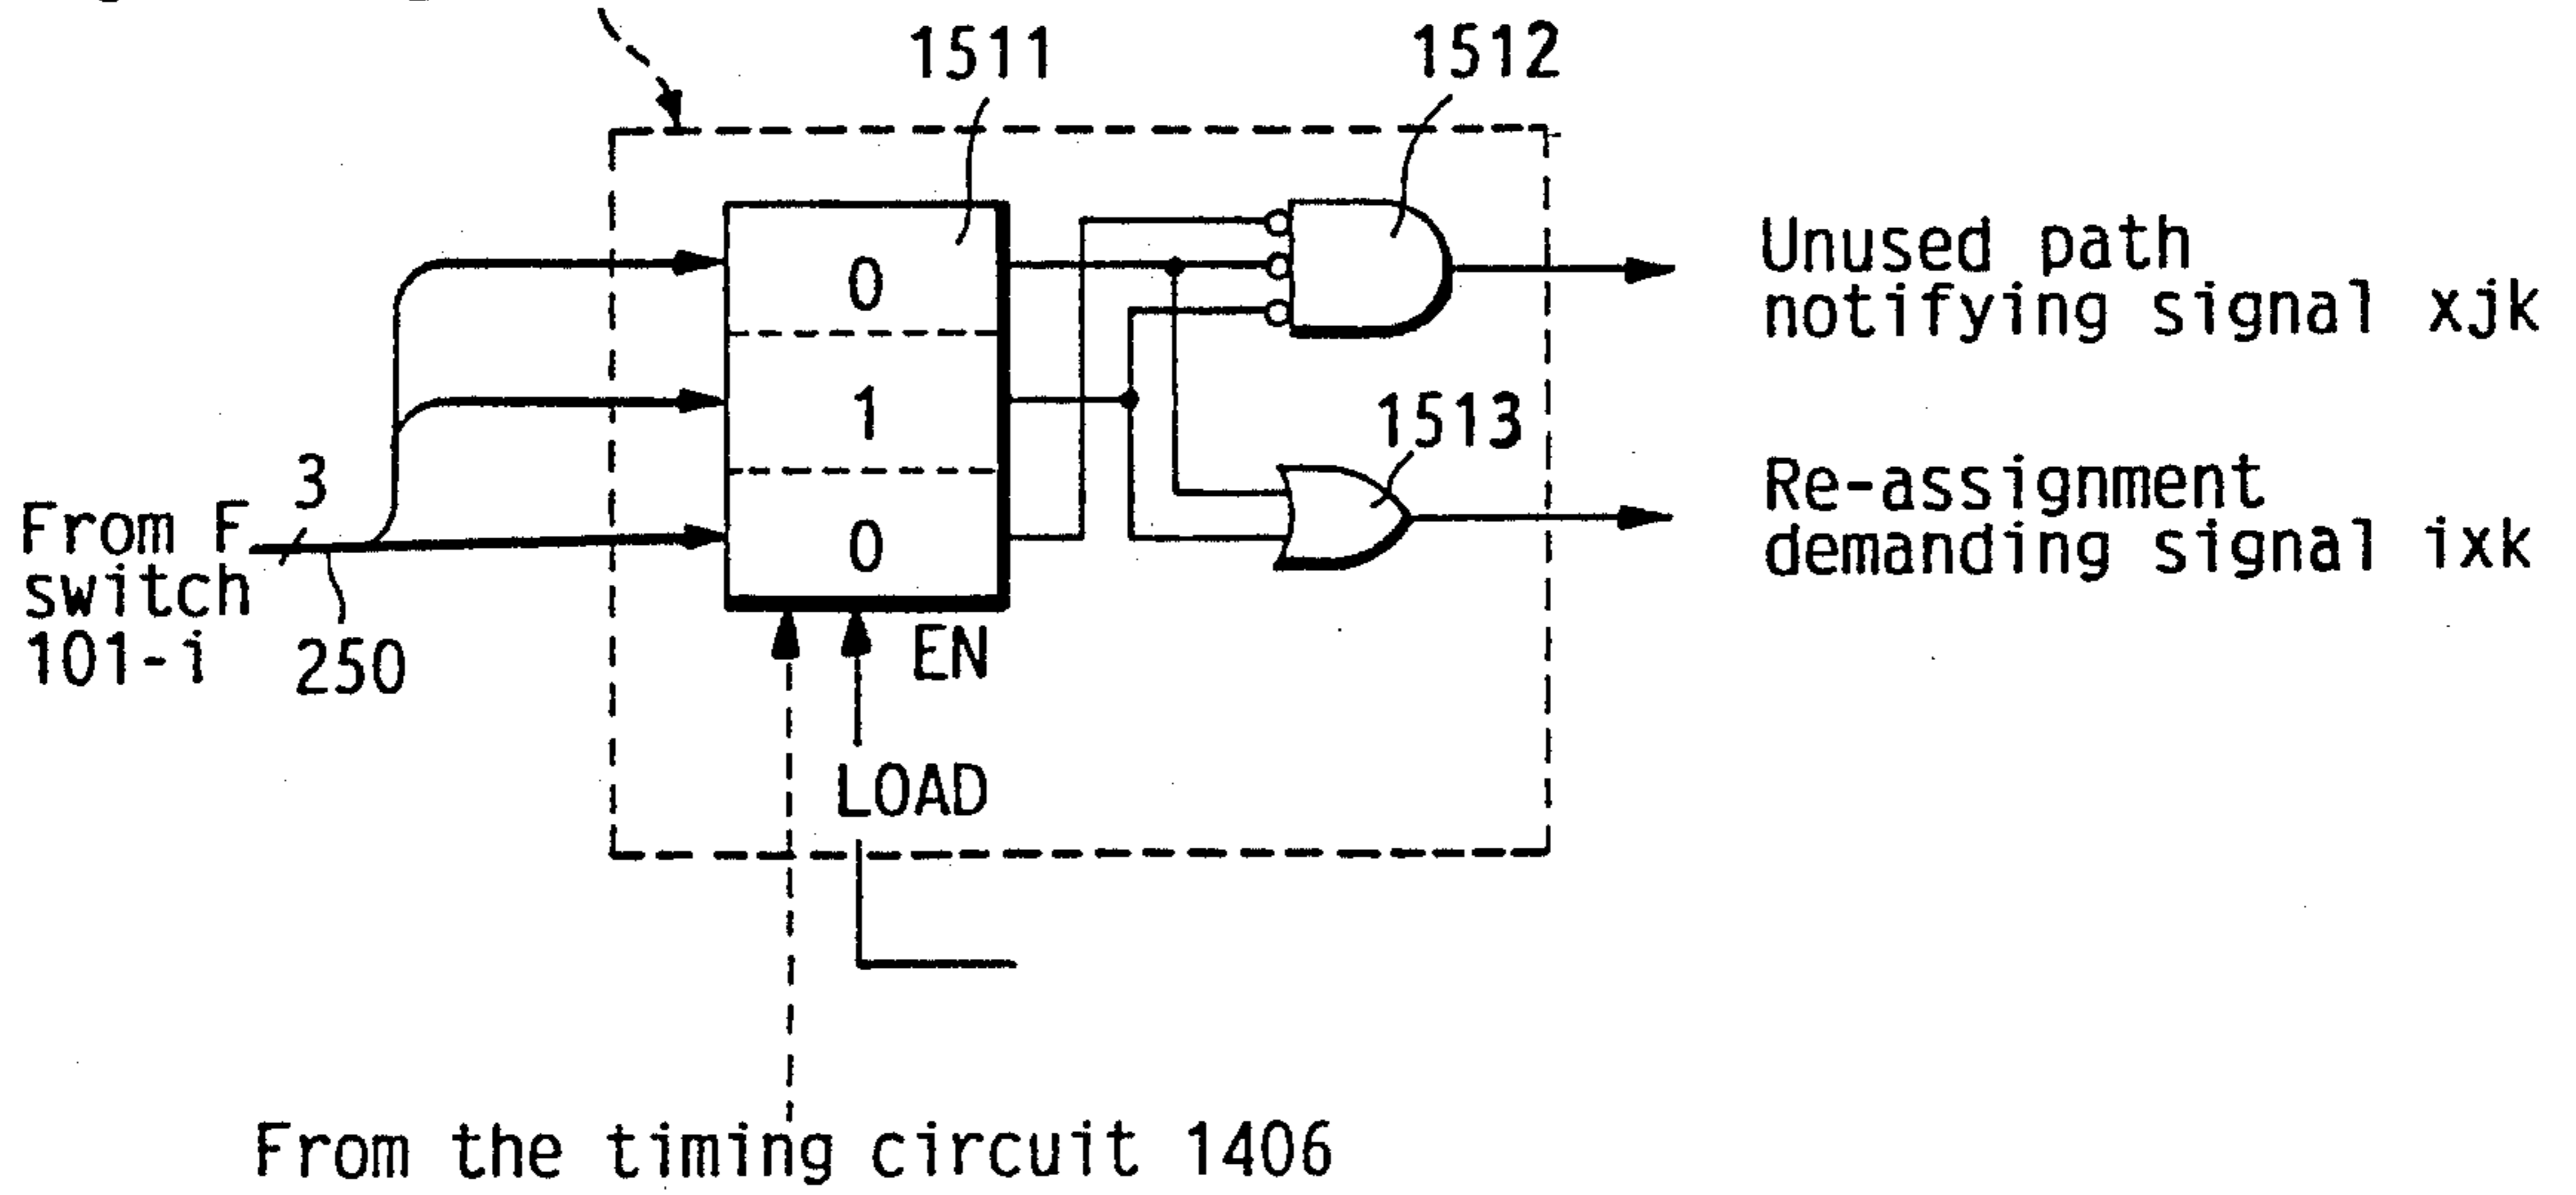 1511
1512
0
1
0
1513
Unused path
notifying signal xjk
Re-assignment
demanding signal ixk
3
From F
switch
101-i
250
EN
LOAD
From the timing circuit 1406